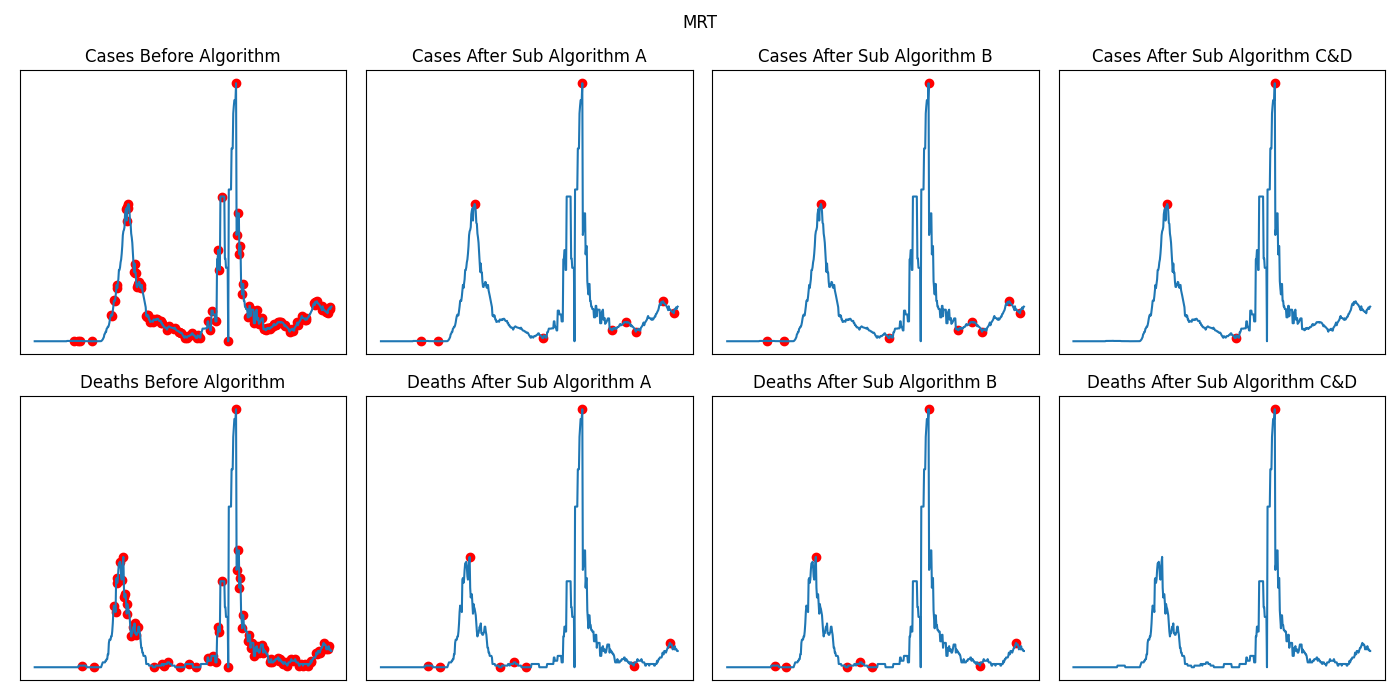 MRT
Cases Before Algorithm
Cases After Sub Algorithm A
Cases After Sub Algorithm B
Cases After Sub Algorithm C&D
Deaths Before Algorithm
Deaths After Sub Algorithm A
Deaths After Sub Algorithm B
Deaths After Sub Algorithm C&D